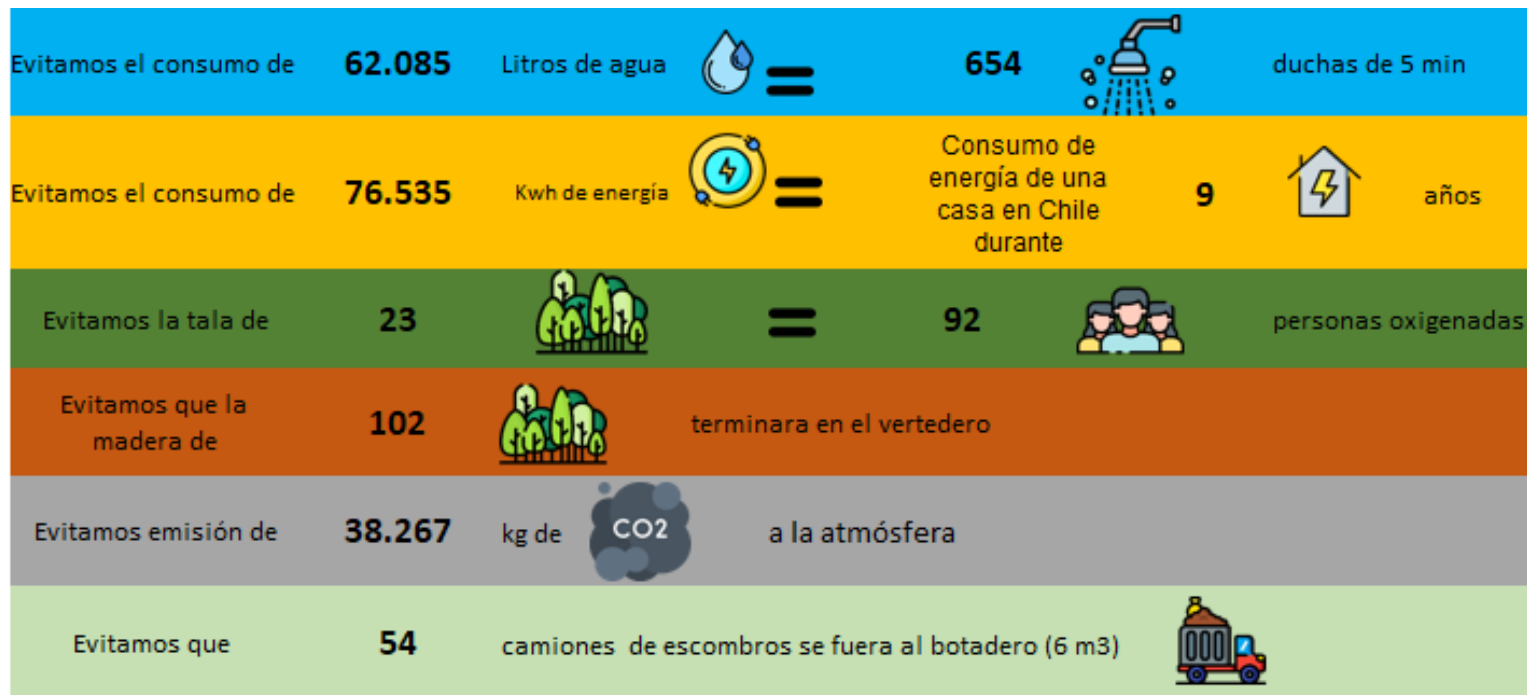 Evitamos el consumo de 62.085 Litros de agua = 654 duchas de 5 min
Evitamos el consumo de 76.535 Kwh de energía = Consumo de
energía de una
casa en Chile
durante 9 años
Evitamos la tala de 23 = 92 personas oxigenadas
Evitamos que la
madera de 102 terminara en el vertedero
Evitamos emisión de 38.267 kg de CO2 a la atmósfera
Evitamos que 54 camiones de escombros se fuera al botadero (6 m3)